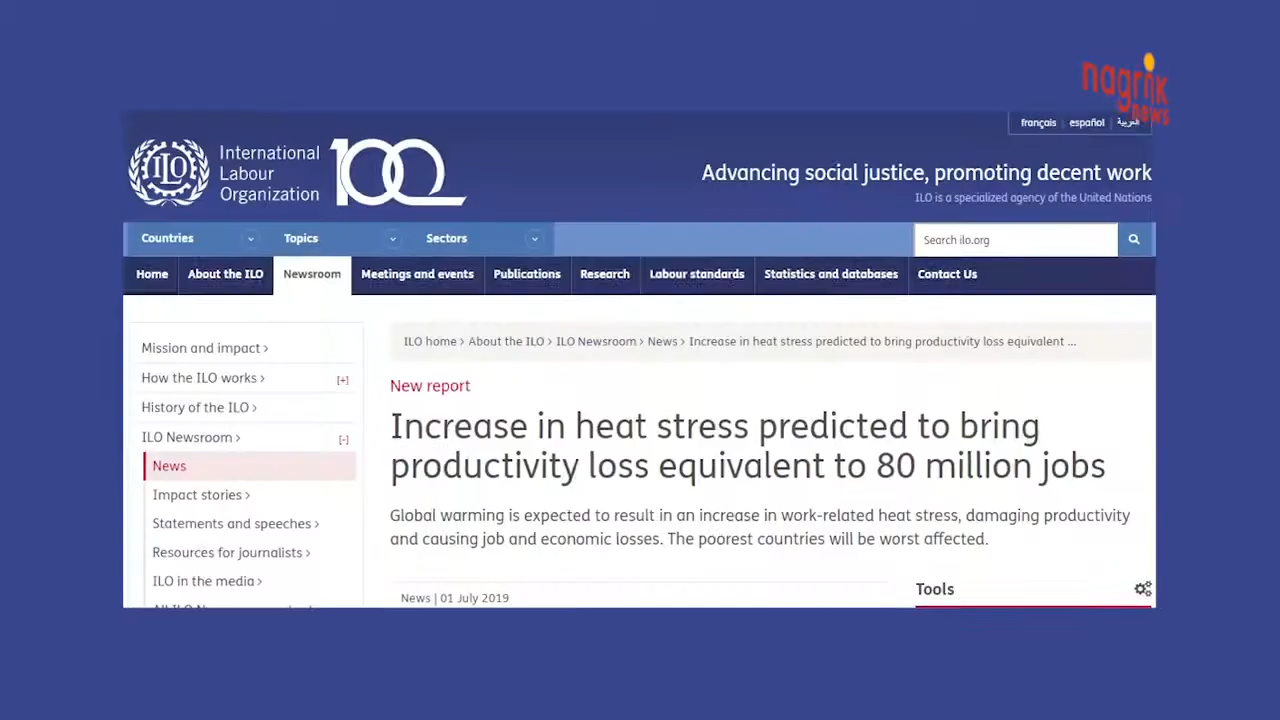 nagrik
news
français | español | العربية
ILO
International
Labour
Organization
100
Advancing social justice, promoting decent work
ILO is a specialized agency of the United Nations
Countries Topics Sectors Search ilo.org
Home About the ILO Newsroom Meetings and events Publications Research Labour standards Statistics and databases Contact Us
Mission and impact ›
How the ILO works › [+]
History of the ILO ›
ILO Newsroom › [-]
News
Impact stories ›
Statements and speeches ›
Resources for journalists ›
ILO in the media ›
ILO home › About the ILO › ILO Newsroom › News › Increase in heat stress predicted to bring productivity loss equivalent ...
New report
Increase in heat stress predicted to bring
productivity loss equivalent to 80 million jobs
Global warming is expected to result in an increase in work-related heat stress, damaging productivity
and causing job and economic losses. The poorest countries will be worst affected.
News | 01 July 2019
Tools